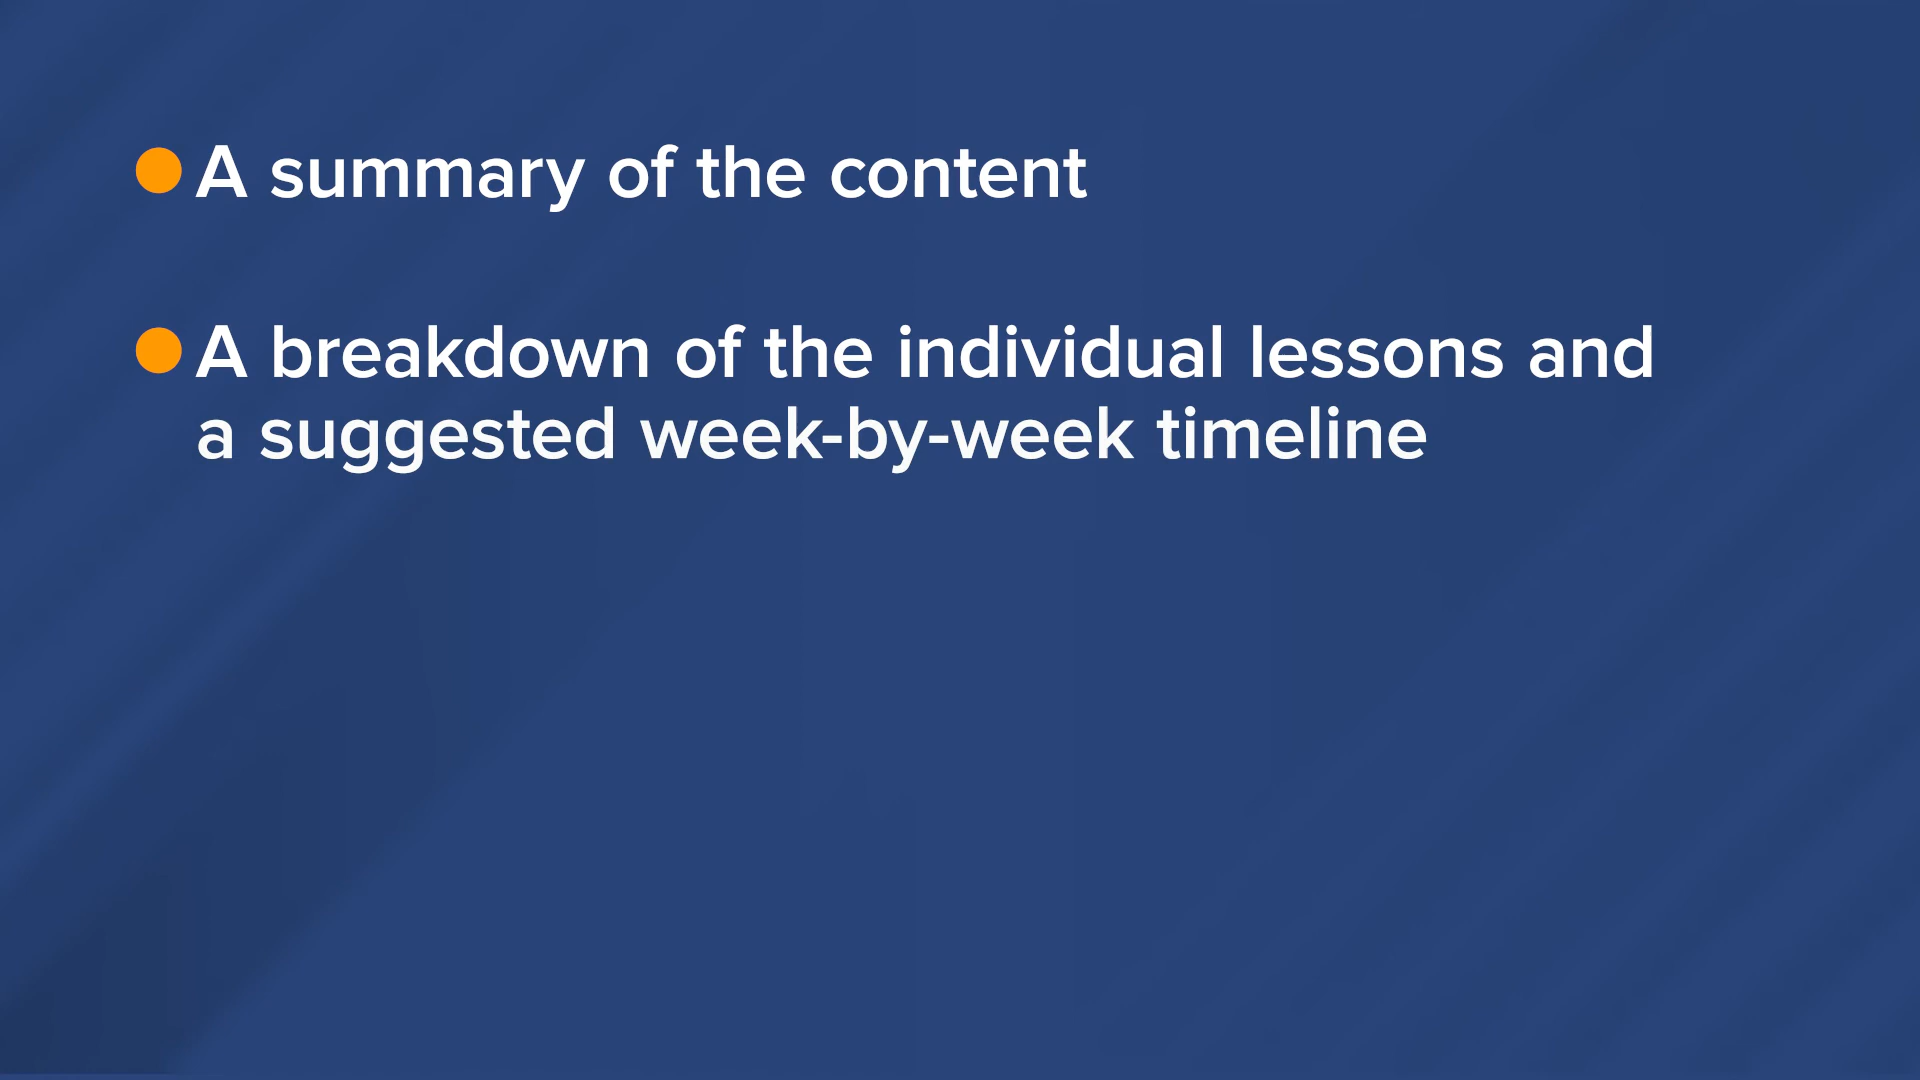 A summary of the content
A breakdown of the individual lessons and
a suggested week-by-week timeline